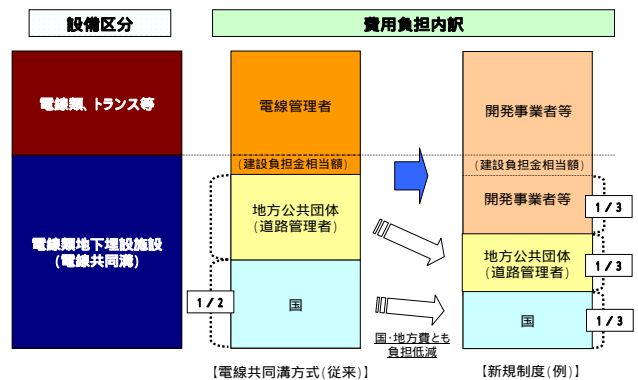 設備区分
費用負担内訳
電線類、トランス等
電線類地下埋設施設
(電線共同溝)
電線管理者
(建設負担金相当額)
地方公共団体
(道路管理者)
国
1/2
【電線共同溝方式(従来)】
国・地方費とも
負担低減
開発事業者等
(建設負担金相当額)
開発事業者等
1/3
地方公共団体
(道路管理者)
1/3
国
1/3
【新規制度(例)】